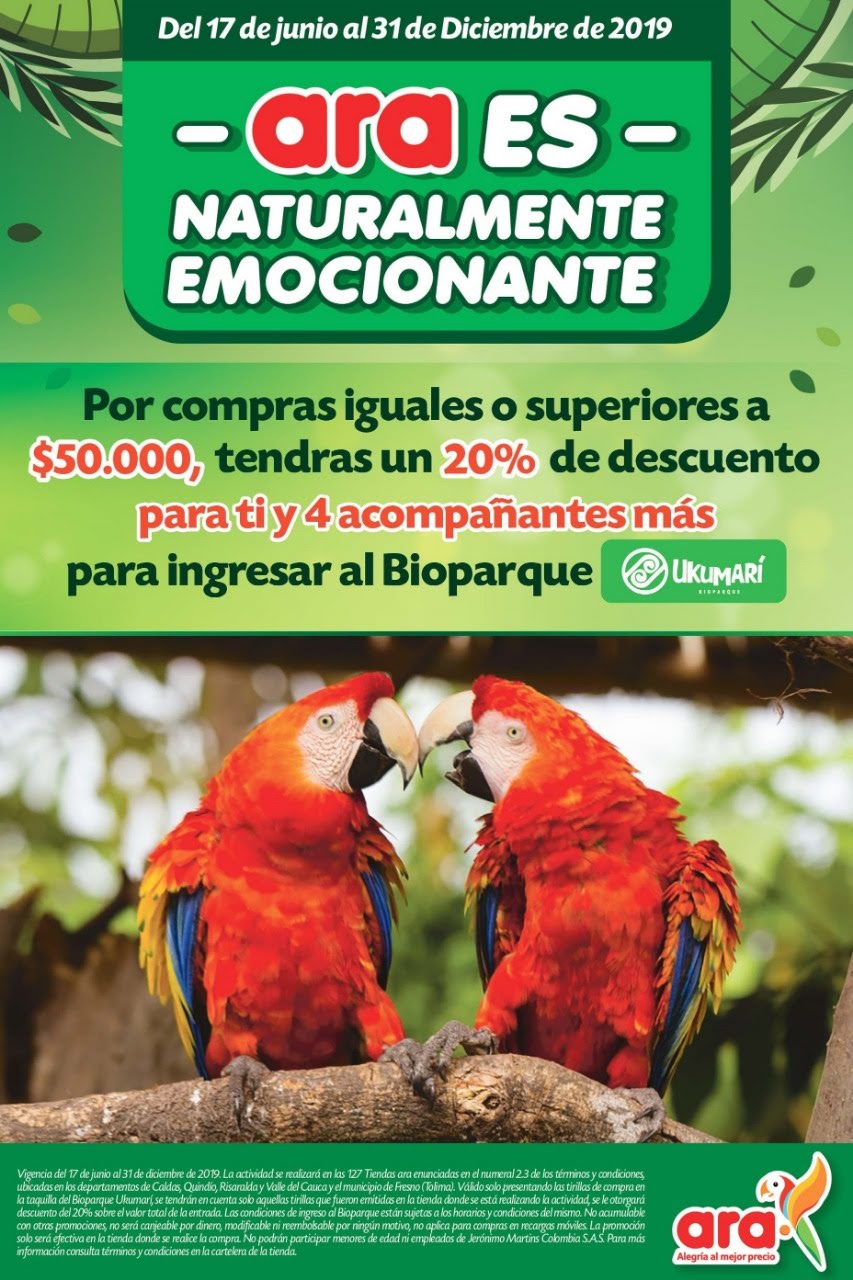 Del 17 de junio al 31 de Diciembre de 2019
- ara ES -
NATURALMENTE
EMOCIONANTE
Por compras iguales o superiores a
$50.000, tendras un 20% de descuento
para ti y 4 acompañantes más
para ingresar al Bioparque UKUMARÍ
BIOPARQUE
Vigencia del 17 de junio al 31 de diciembre de 2019. La actividad se realizará en las 127 Tiendas ara enunciadas en el numeral 2.3 de los términos y condiciones,
ubicadas en los departamentos de Caldas, Quindío, Risaralda y Valle del Cauca y el municipio de Fresno (Tolima). Válido solo presentando las tirillas de compra en
la taquilla del Bioparque Ukumarí, se tendrán en cuenta solo aquellas tirillas que fueron emitidas en la tienda donde se está realizando la actividad, se le otorgará
descuento del 20% sobre el valor total de la entrada. Las condiciones de ingreso al Bioparque están sujetas a los horarios y condiciones del mismo. No acumulable
con otras promociones, no será canjeable por dinero, modificable ni reembolsable por ningún motivo, no aplica para compras en recargas móviles. La promoción
solo será efectiva en la tienda donde se realice la compra. No podrán participar menores de edad ni empleados de Jerónimo Martins Colombia S.A.S. Para más
información consulta términos y condiciones en la cartelera de la tienda.
ara
Alegría al mejor precio